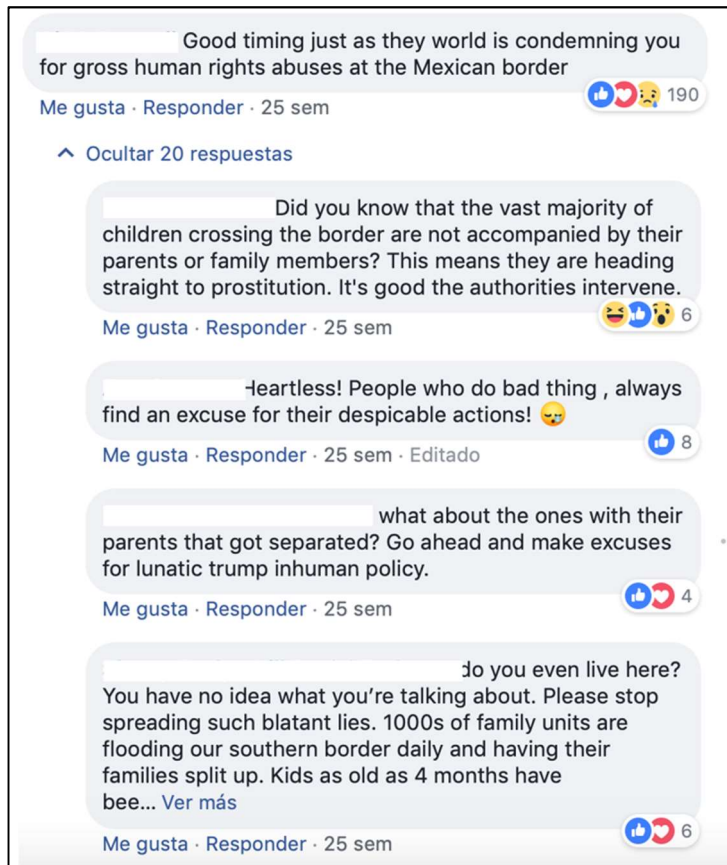 Good timing just as they world is condemning you
for gross human rights abuses at the Mexican border
190
Me gusta · Responder · 25 sem
Ocultar 20 respuestas
Did you know that the vast majority of
children crossing the border are not accompanied by their
parents or family members? This means they are heading
straight to prostitution. It's good the authorities intervene.
6
Me gusta · Responder · 25 sem
Heartless! People who do bad thing , always
find an excuse for their despicable actions! 😪
8
Me gusta · Responder · 25 sem · Editado
what about the ones with their
parents that got separated? Go ahead and make excuses
for lunatic trump inhuman policy.
4
Me gusta · Responder · 25 sem
do you even live here?
You have no idea what you’re talking about. Please stop
spreading such blatant lies. 1000s of family units are
flooding our southern border daily and having their
families split up. Kids as old as 4 months have
bee... Ver más
6
Me gusta · Responder · 25 sem